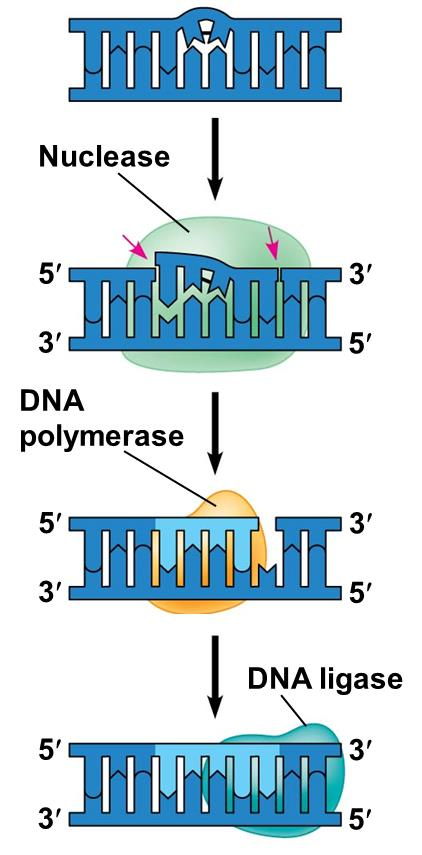 Nuclease
5′ 3′
3′ 5′
DNA
polymerase
5′ 3′
3′ 5′
DNA ligase
5′ 3′
3′ 5′